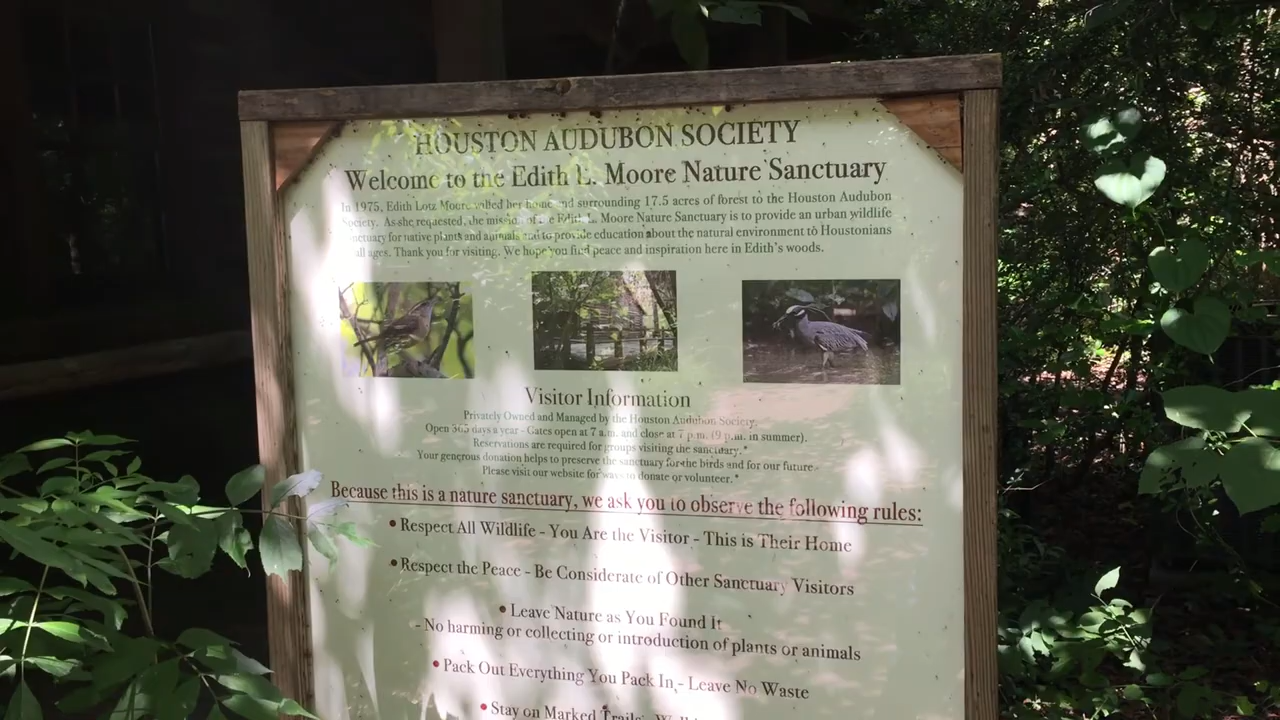 HOUSTON AUDUBON SOCIETY
Welcome to the Edith L. Moore Nature Sanctuary
In 1975, Edith Lotz Moore willed her home and surrounding 17.5 acres of forest to the Houston Audubon
Society. As she requested, the mission of the Edith L. Moore Nature Sanctuary is to provide an urban wildlife
sanctuary for native plants and animals and to provide education about the natural environment to Houstonians
all ages. Thank you for visiting. We hope you find peace and inspiration here in Edith's woods.
Visitor Information
Privately Owned and Managed by the Houston Audubon Society.
Open 365 days a year - Gates open at 7 a.m. and close at 7 p.m. (9 p.m. in summer).
Reservations are required for groups visiting the sanctuary.*
Your generous donation helps to preserve the sanctuary for the birds and for our future.
Please visit our website for ways to donate or volunteer.*
Because this is a nature sanctuary, we ask you to observe the following rules:
• Respect All Wildlife - You Are the Visitor - This is Their Home
• Respect the Peace - Be Considerate of Other Sanctuary Visitors
• Leave Nature as You Found It
- No harming or collecting or introduction of plants or animals
• Pack Out Everything You Pack In - Leave No Waste
• Stay on Marked Trails